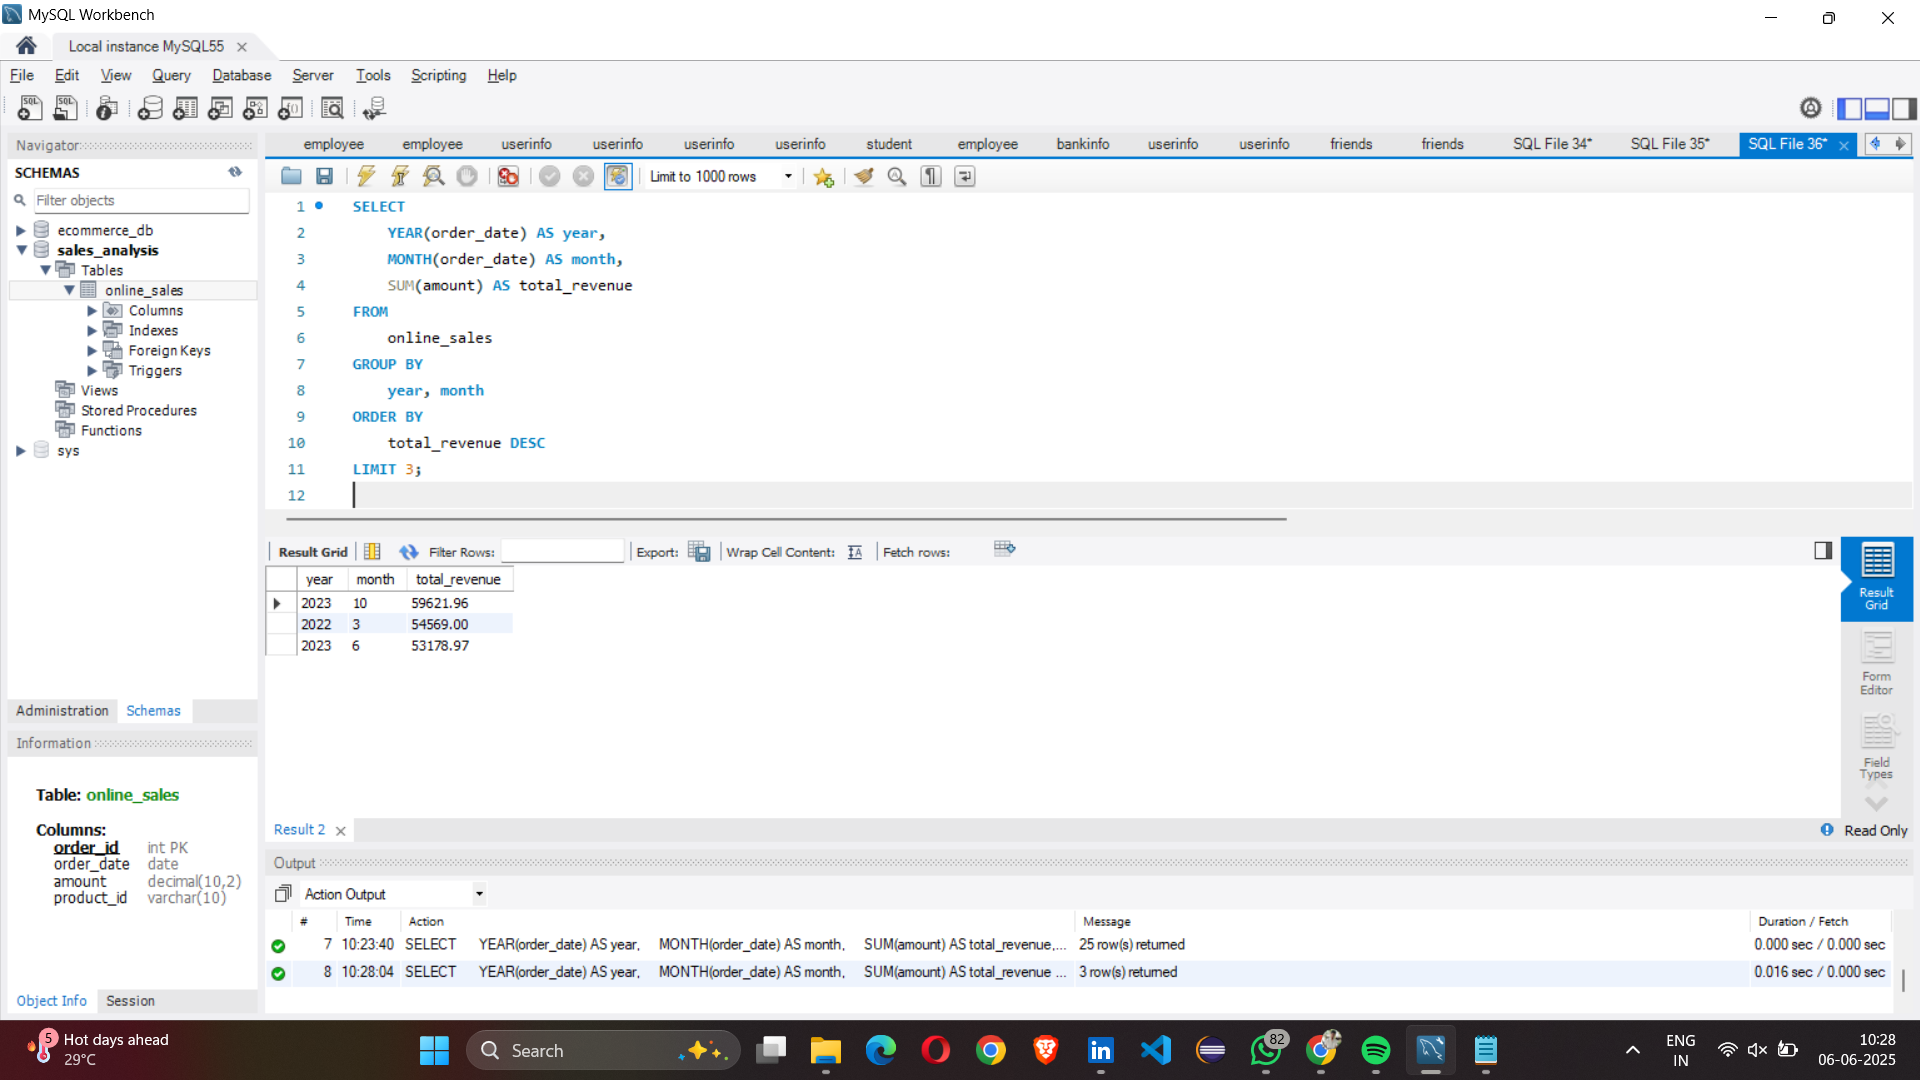 MySQL Workbench
Local instance MySQL55
File Edit View Query Database Server Tools Scripting Help
Navigator
SCHEMAS
Filter objects
ecommerce_db
sales_analysis
Tables
online_sales
Columns
Indexes
Foreign Keys
Triggers
Views
Stored Procedures
Functions
sys
Administration Schemas
Information
Table: online_sales
Columns:
order_id int PK
order_date date
amount decimal(10,2)
product_id varchar(10)
Object Info Session
employee employee userinfo userinfo userinfo userinfo student employee bankinfo userinfo userinfo friends friends SQL File 34* SQL File 35* SQL File 36*
Limit to 1000 rows
1 SELECT
2 YEAR(order_date) AS year,
3 MONTH(order_date) AS month,
4 SUM(amount) AS total_revenue
5 FROM
6 online_sales
7 GROUP BY
8 year, month
9 ORDER BY
10 total_revenue DESC
11 LIMIT 3;
12
Result Grid Filter Rows: Export: Wrap Cell Content: Fetch rows:
year month total_revenue
2023 10 59621.96
2022 3 54569.00
2023 6 53178.97
Result
Grid
Form
Editor
Field
Types
Result 2
Read Only
Output
Action Output
# Time Action Message Duration / Fetch
7 10:23:40 SELECT YEAR(order_date) AS year, MONTH(order_date) AS month, SUM(amount) AS total_revenue,... 25 row(s) returned 0.000 sec / 0.000 sec
8 10:28:04 SELECT YEAR(order_date) AS year, MONTH(order_date) AS month, SUM(amount) AS total_revenue ... 3 row(s) returned 0.016 sec / 0.000 sec
5
Hot days ahead
29°C
Search
82
ENG
IN
10:28
06-06-2025